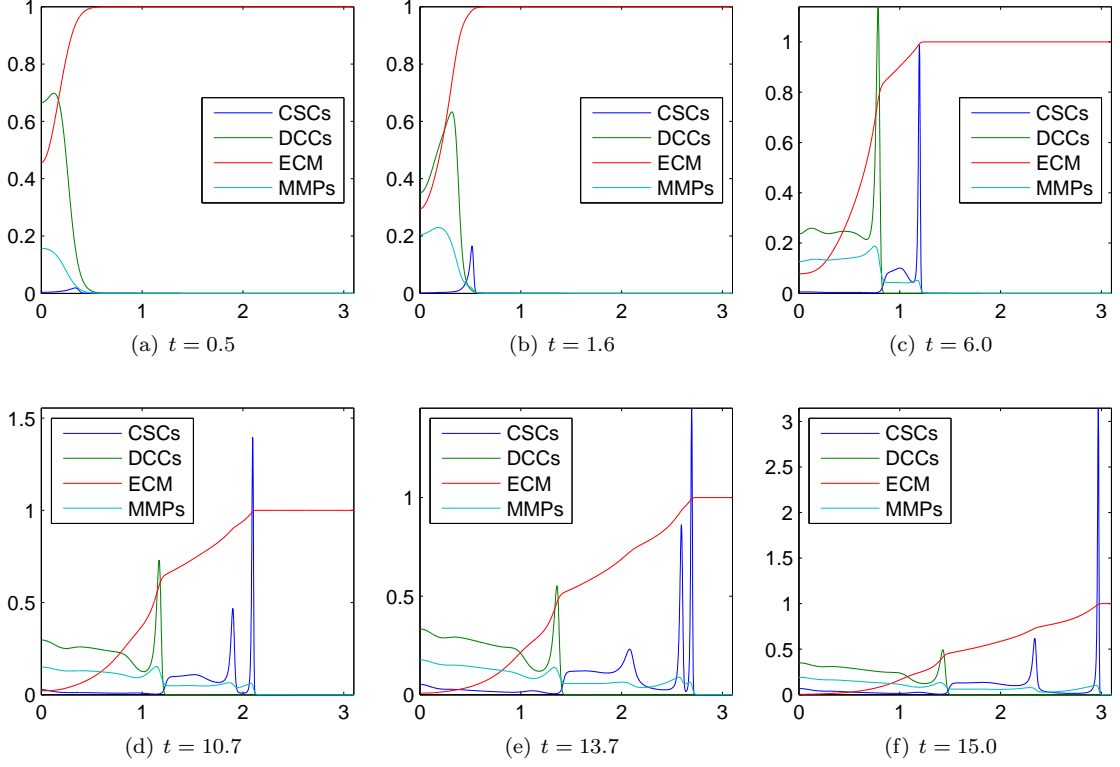 1
0.8
0.6
0.4
0.2
0
0 1 2 3
CSCs
DCCs
ECM
MMPs
(a) t = 0.5
1
0.8
0.6
0.4
0.2
0
0 1 2 3
CSCs
DCCs
ECM
MMPs
(b) t = 1.6
1
0.8
0.6
0.4
0.2
0
0 1 2 3
CSCs
DCCs
ECM
MMPs
(c) t = 6.0
1.5
1
0.5
0
0 1 2 3
CSCs
DCCs
ECM
MMPs
(d) t = 10.7
1
0.5
0
0 1 2 3
CSCs
DCCs
ECM
MMPs
(e) t = 13.7
3
2.5
2
1.5
1
0.5
0
0 1 2 3
CSCs
DCCs
ECM
MMPs
(f) t = 15.0